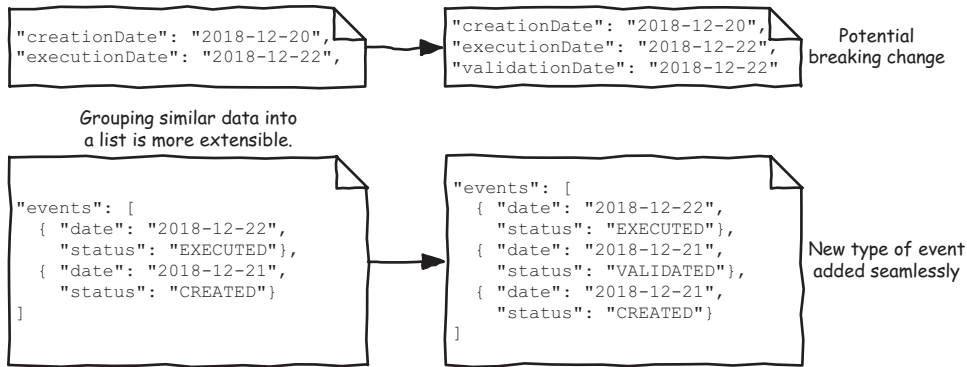 "creationDate": "2018-12-20",
"executionDate": "2018-12-22",
"creationDate": "2018-12-20",
"executionDate": "2018-12-22",
"validationDate": "2018-12-22"
Potential
breaking change
Grouping similar data into
a list is more extensible.
"events": [
{ "date": "2018-12-22",
"status": "EXECUTED"},
{ "date": "2018-12-21",
"status": "CREATED"}
]
"events": [
{ "date": "2018-12-22",
"status": "EXECUTED"},
{ "date": "2018-12-21",
"status": "VALIDATED"},
{ "date": "2018-12-21",
"status": "CREATED"}
]
New type of event
added seamlessly